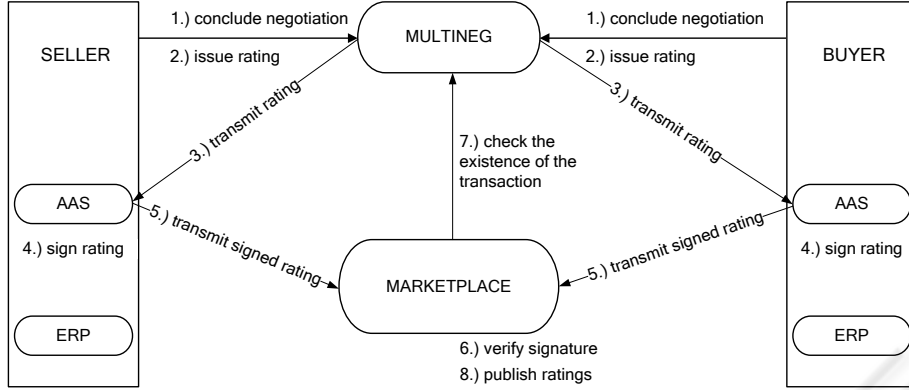 1.) conclude negotiation
1.) conclude negotiation
SELLER
MULTINEG
BUYER
2.) issue rating
2.) issue rating
3.) transmit rating
3.) transmit rating
7.) check the
existence of the
transaction
AAS
AAS
5.) transmit signed rating
5.) transmit signed rating
4.) sign rating
4.) sign rating
MARKETPLACE
ERP
ERP
6.) verify signature
8.) publish ratings